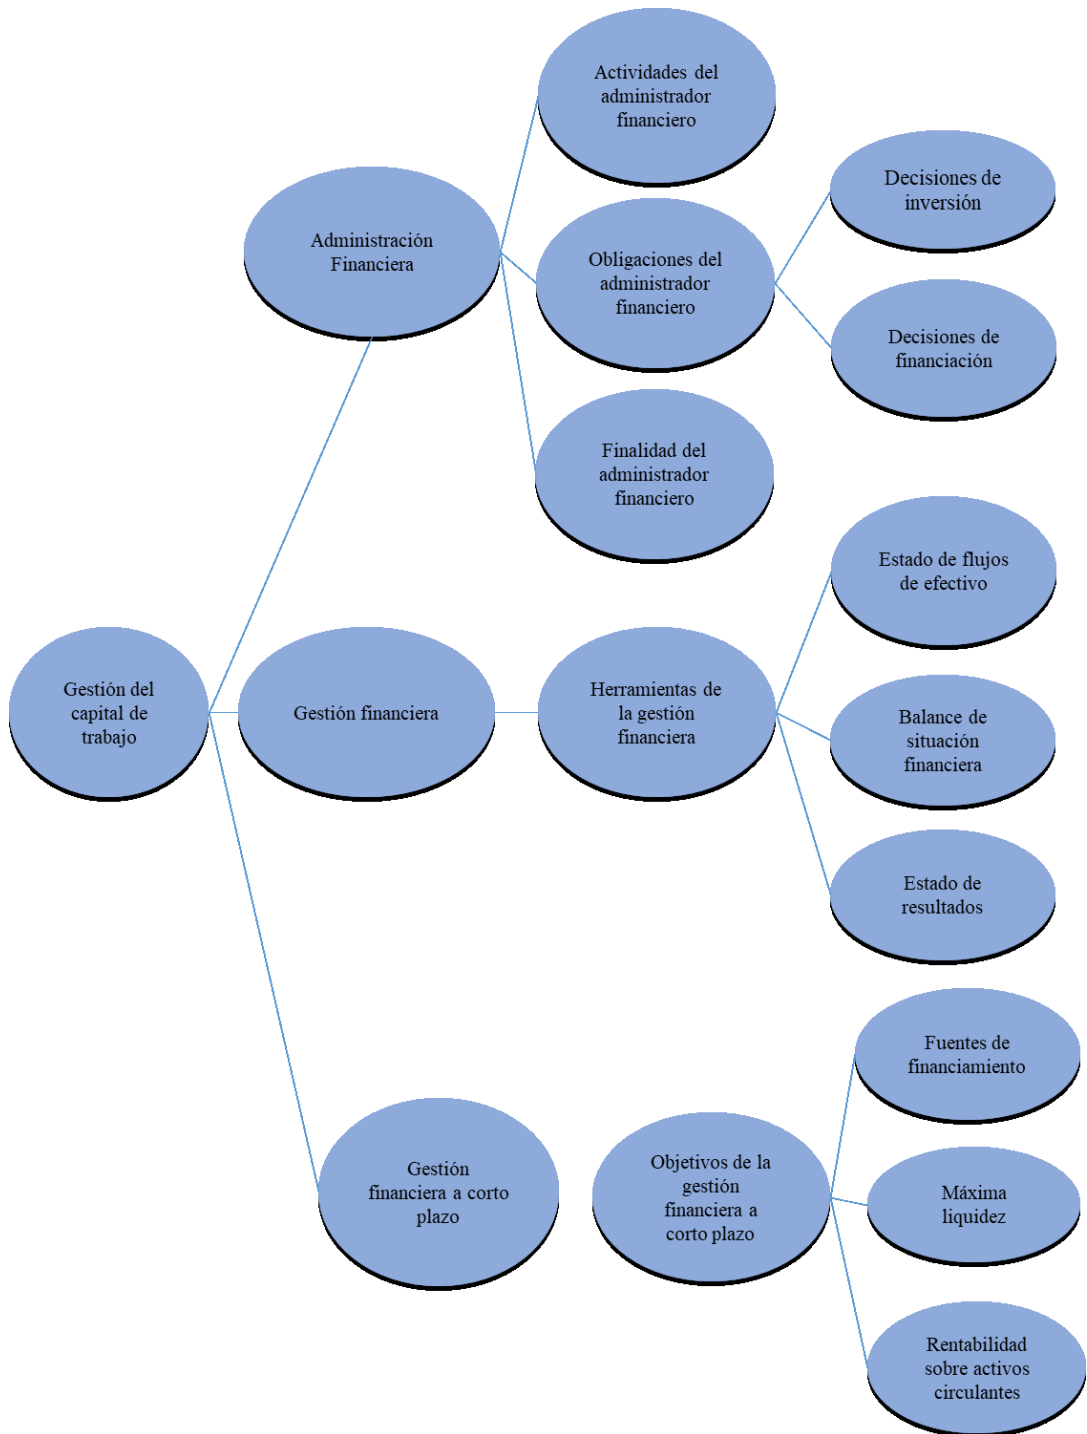 Actividades del
administrador
financiero
Administración
Financiera
Obligaciones del
administrador
financiero
Decisiones de
inversión
Decisiones de
financiación
Finalidad del
administrador
financiero
Gestión del
capital de
trabajo
Gestión financiera
Herramientas de
la gestión
financiera
Estado de flujos
de efectivo
Balance de
situación
financiera
Estado de
resultados
Gestión
financiera a corto
plazo
Objetivos de la
gestión
financiera a
corto plazo
Fuentes de
financiamiento
Máxima
liquidez
Rentabilidad
sobre activos
circulantes